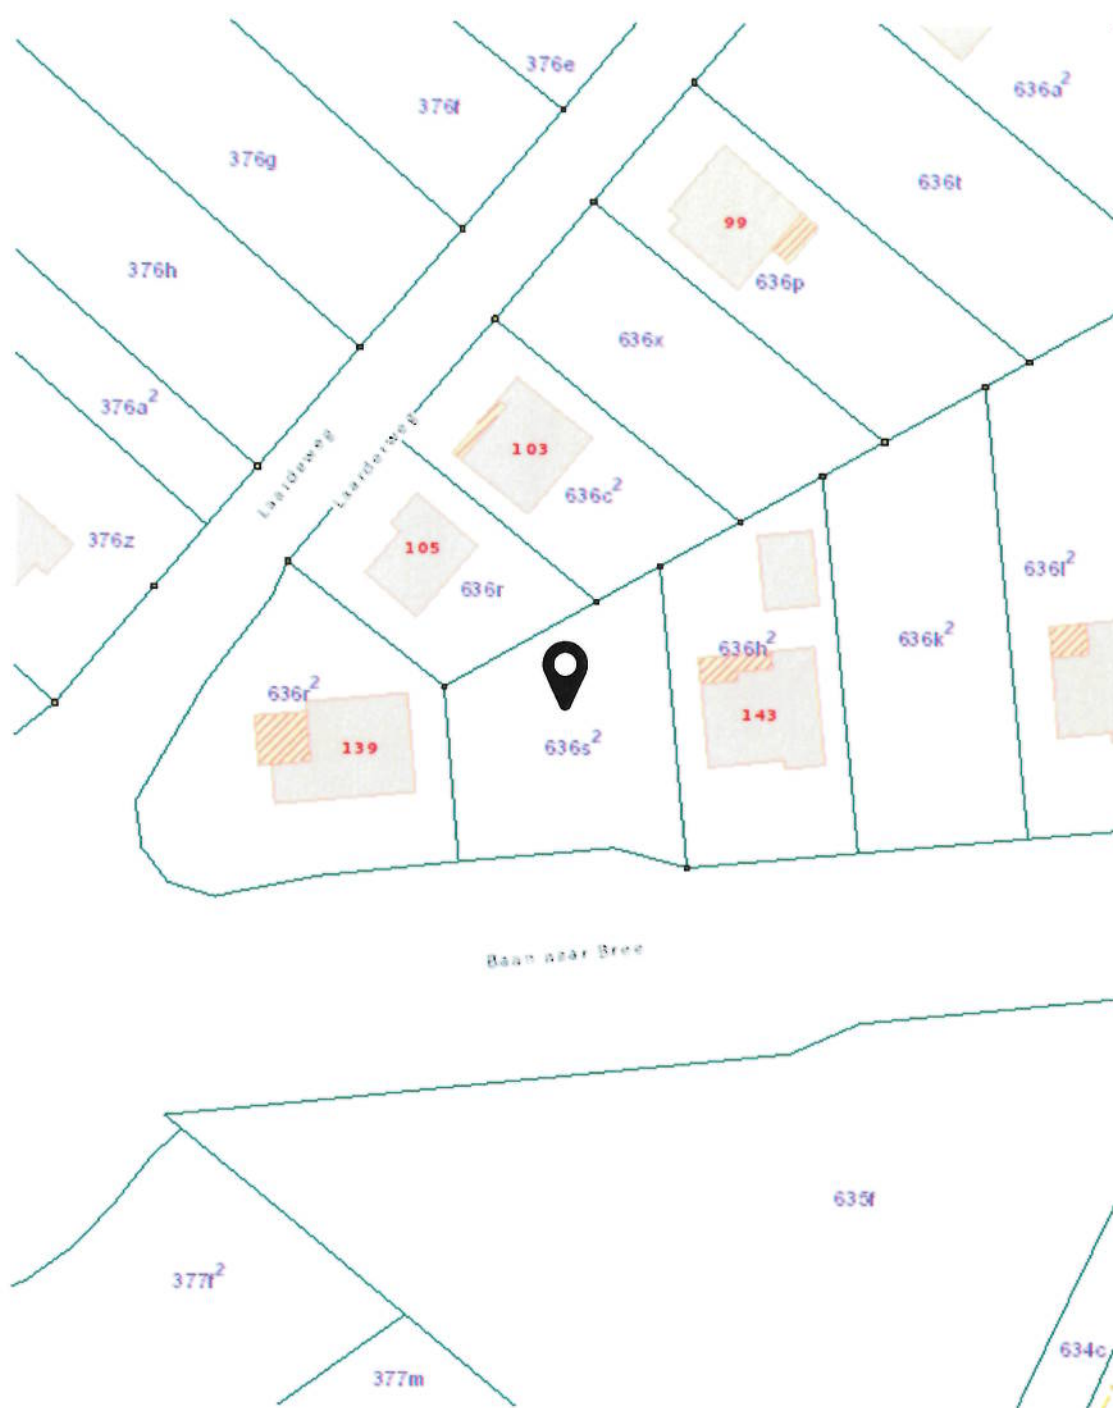 376e
636a²
376f
376g
636t
99
376h
636p
636x
376a²
Laarderweg
Laarderweg
103
636c²
376z
105
636r
636l²
636k²
636h²
636r²
143
139
636s²
Baan naar Bree
635f
377f²
634c
377m